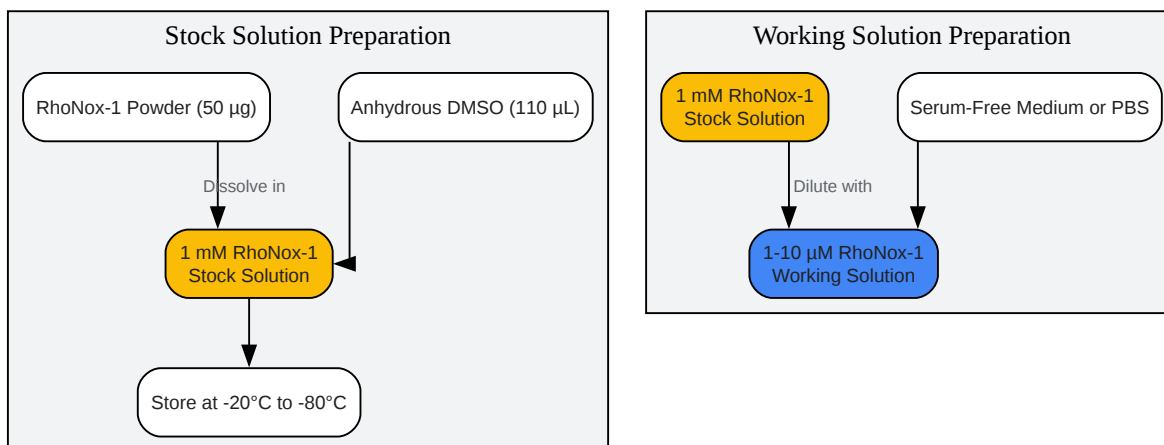 Stock Solution Preparation
RhoNox-1 Powder (50 µg)
Anhydrous DMSO (110 µL)
Dissolve in
1 mM RhoNox-1
Stock Solution
Store at -20°C to -80°C
Working Solution Preparation
1 mM RhoNox-1
Stock Solution
Serum-Free Medium or PBS
Dilute with
1-10 µM RhoNox-1
Working Solution